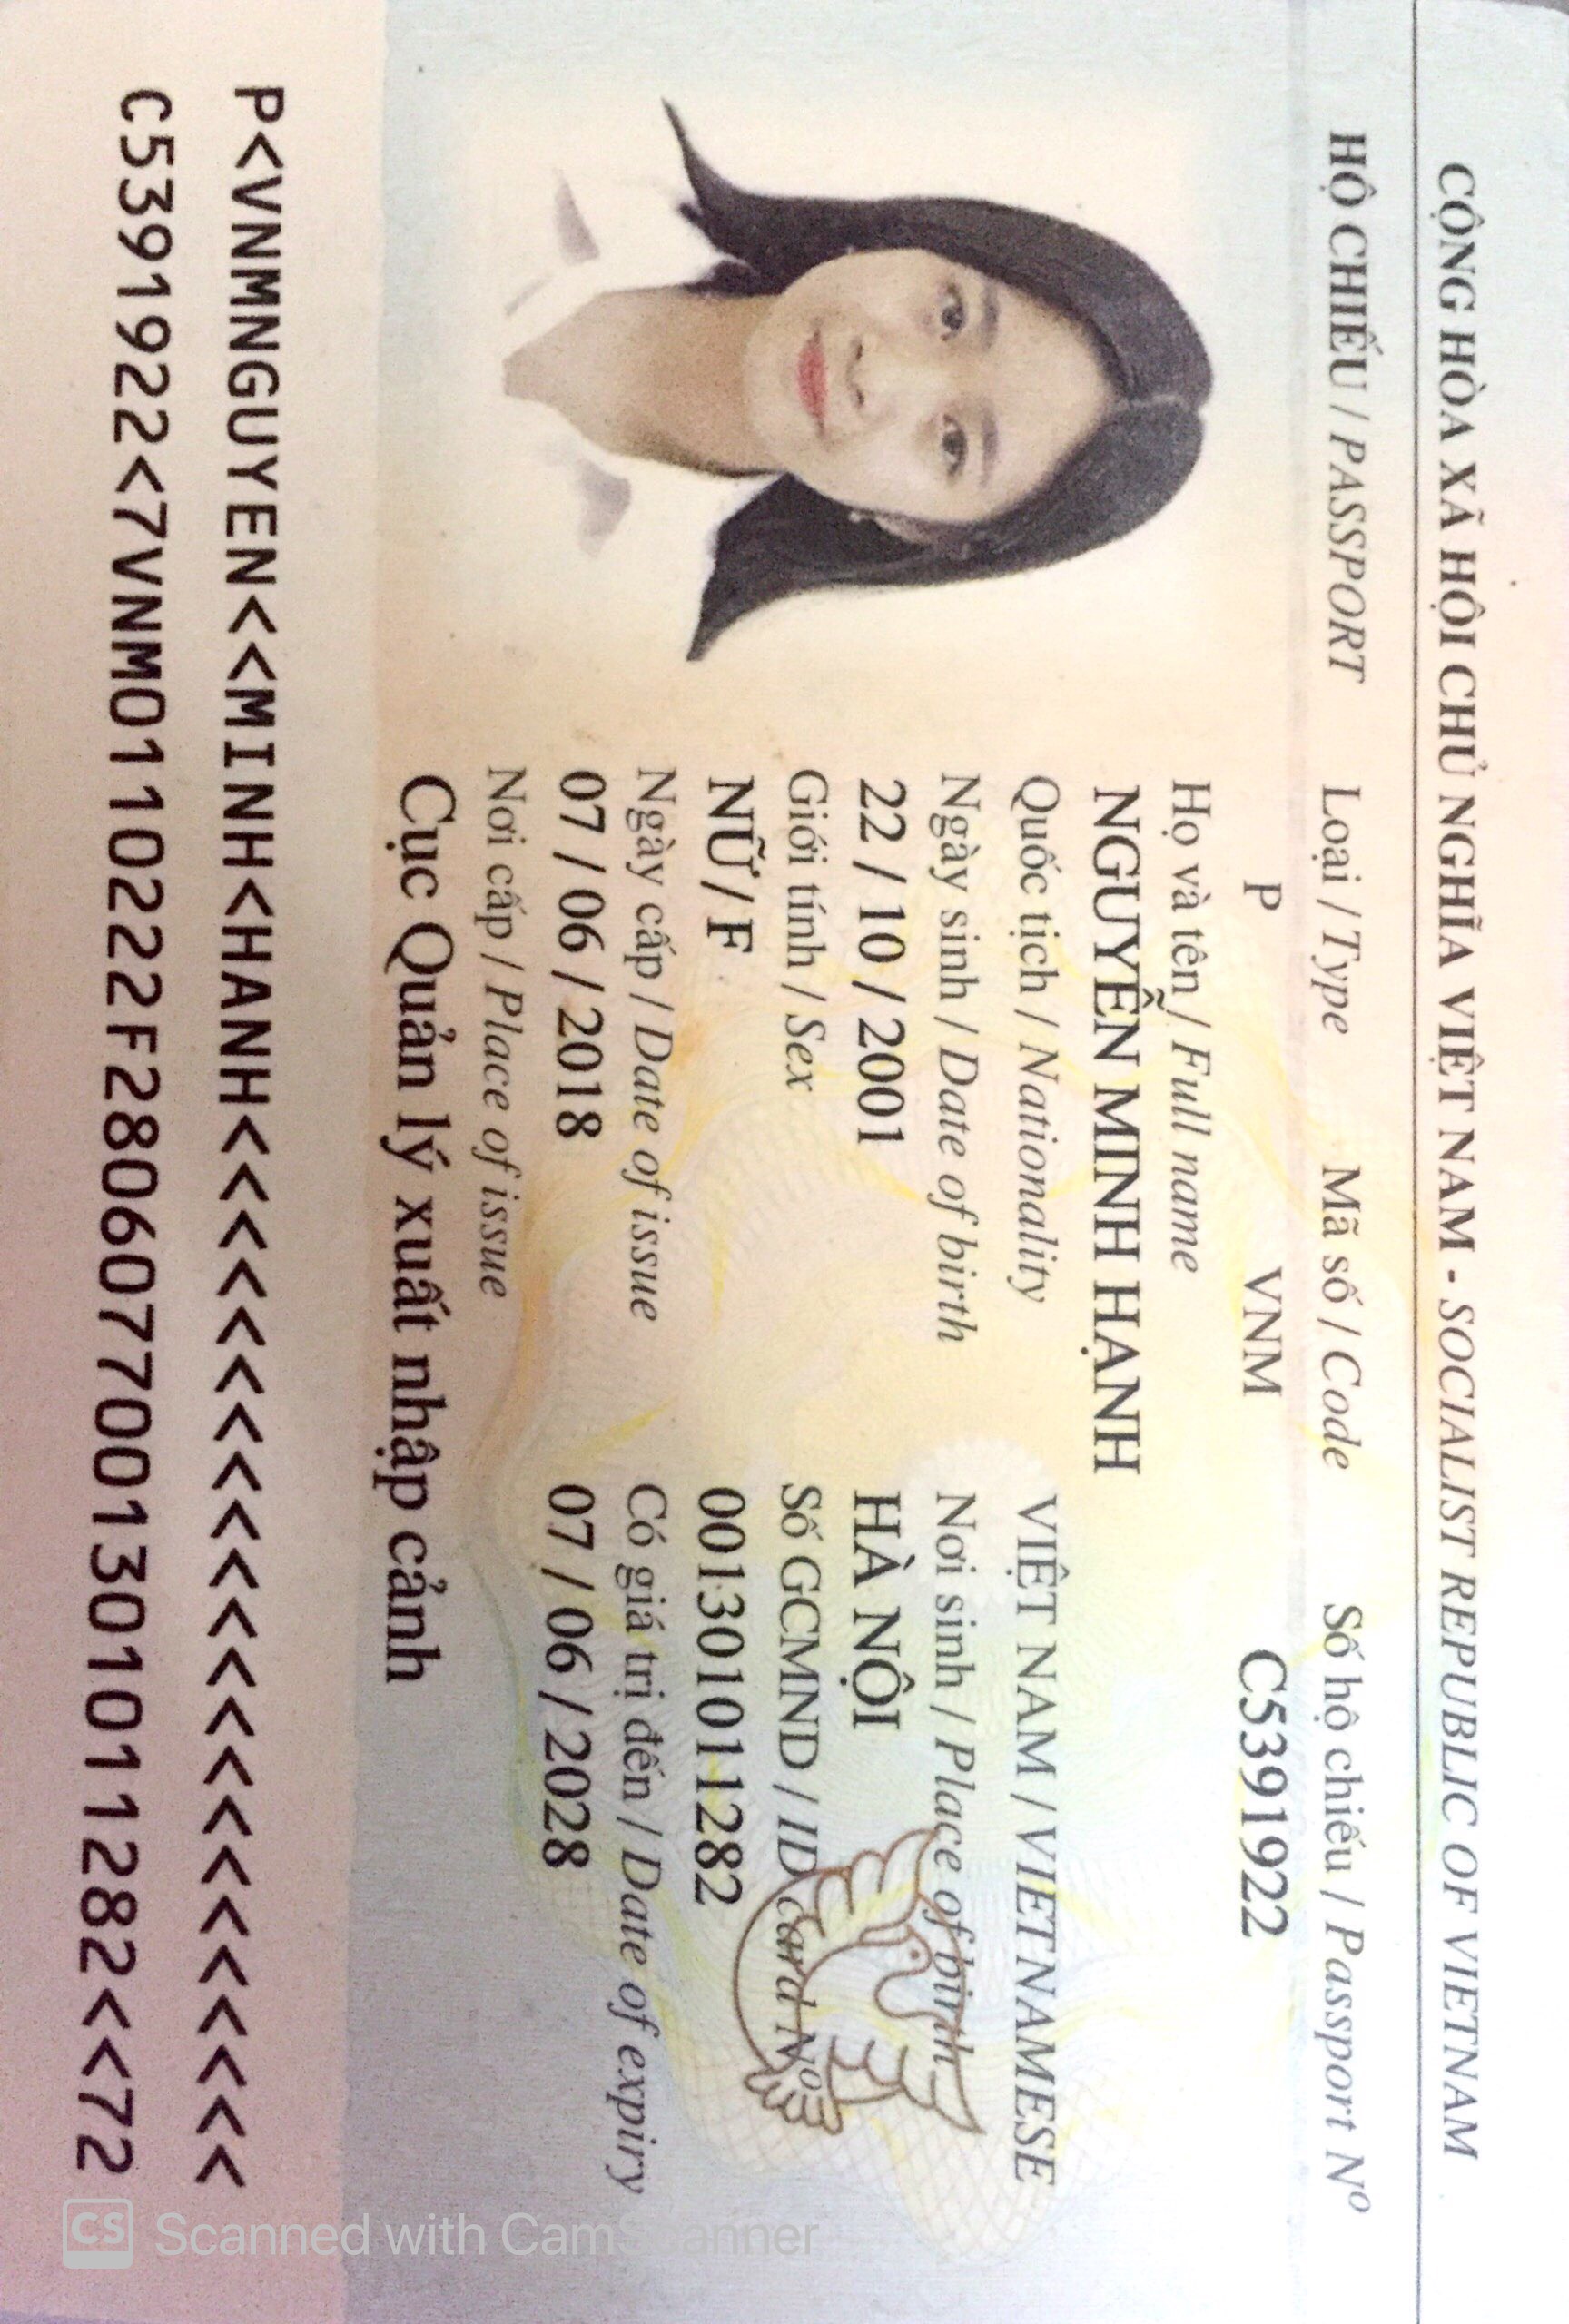 CỘNG HÒA XÃ HỘI CHỦ NGHĨA VIỆT NAM - SOCIALIST REPUBLIC OF VIETNAM
HỘ CHIẾU / PASSPORT Loại / Type Mã số / Code Số hộ chiếu / Passport Nº
P VNM C5391922
Họ và tên / Full name
NGUYỄN MINH HẠNH
Quốc tịch / Nationality VIỆT NAM / VIETNAMESE
Ngày sinh / Date of birth Nơi sinh / Place of birth
22 / 10 / 2001 HÀ NỘI
Giới tính / Sex Số GCMND / ID card Nº
NỮ / F 001301011282
Ngày cấp / Date of issue Có giá trị đến / Date of expiry
07 / 06 / 2018 07 / 06 / 2028
Nơi cấp / Place of issue
Cục Quản lý xuất nhập cảnh
P<VNMNGUYEN<<MINH<HANH<<<<<<<<<<<<<<<<<<<<<<
C5391922<7VNM0110222F2806077001301011282<<72
CS Scanned with CamScanner